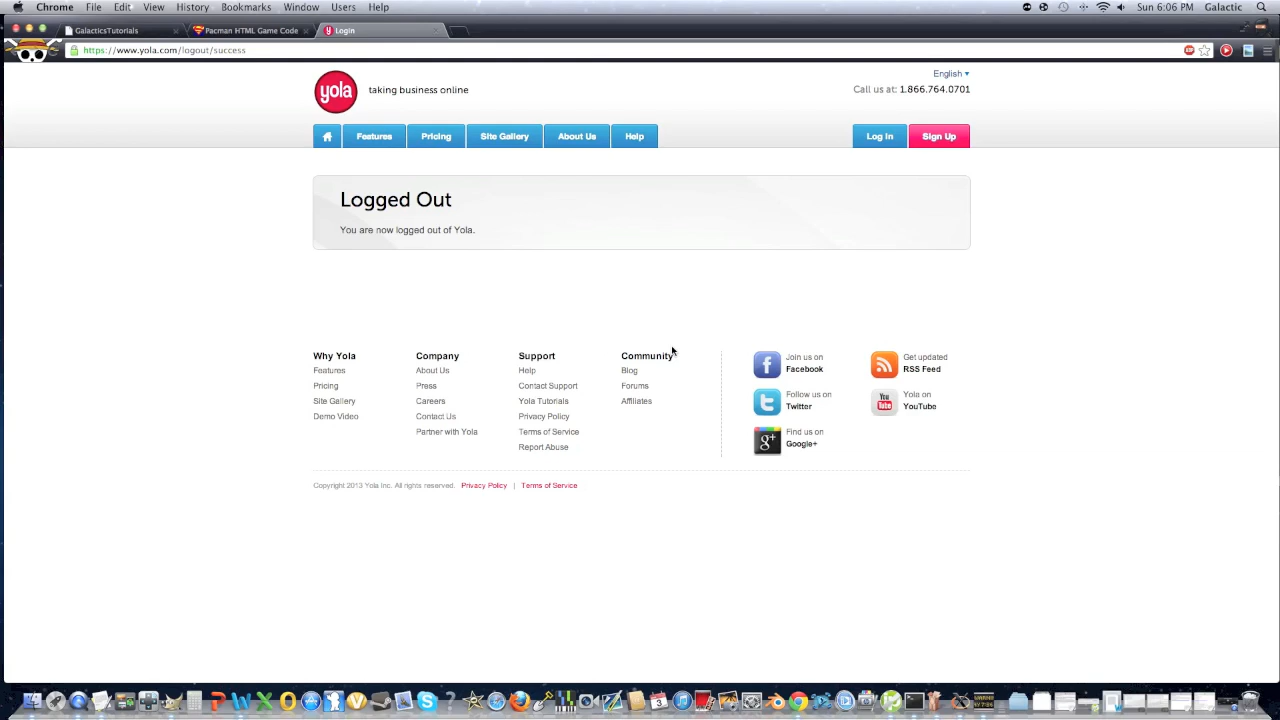 Chrome File Edit View History Bookmarks Window Users Help Sun 6:06 PM Galactic
GalacticsTutorials Pacman HTML Game Code Login
https://www.yola.com/logout/success
English
yola taking business online Call us at: 1.866.764.0701
Features Pricing Site Gallery About Us Help Log In Sign Up
Logged Out
You are now logged out of Yola.
Why Yola
Features
Pricing
Site Gallery
Demo Video
Company
About Us
Press
Careers
Contact Us
Partner with Yola
Support
Help
Contact Support
Yola Tutorials
Privacy Policy
Terms of Service
Report Abuse
Community
Blog
Forums
Affiliates
Join us on
Facebook
Follow us on
Twitter
Find us on
Google+
Get updated
RSS Feed
Yola on
YouTube
Copyright 2013 Yola Inc. All rights reserved. Privacy Policy | Terms of Service